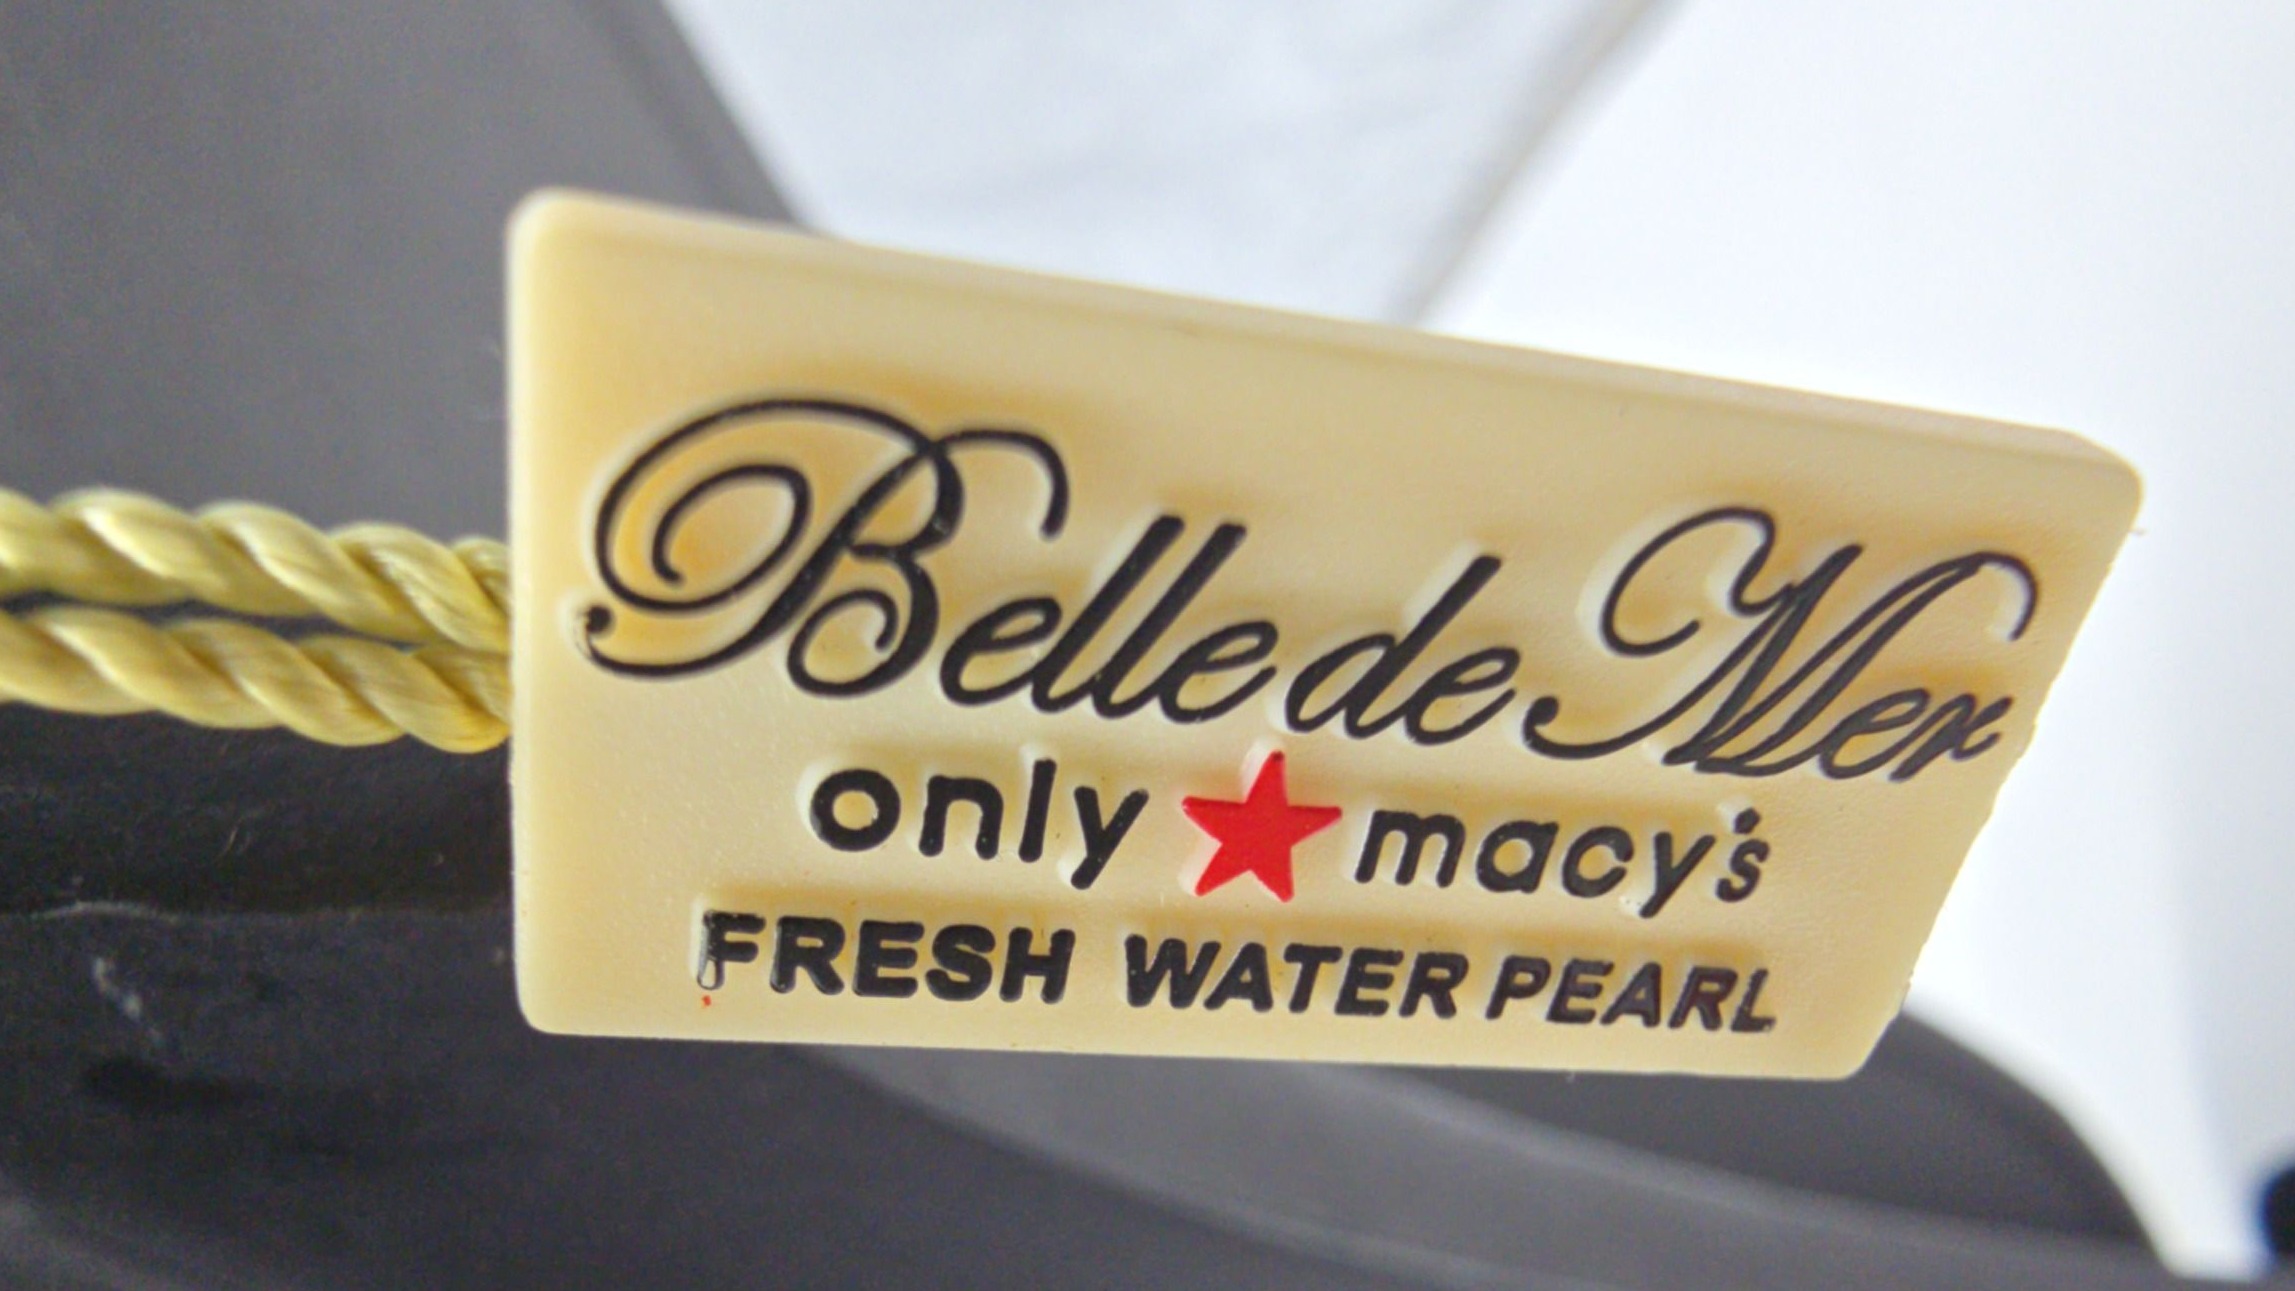 Belle de Mer
only ★ macy's
FRESH WATER PEARL